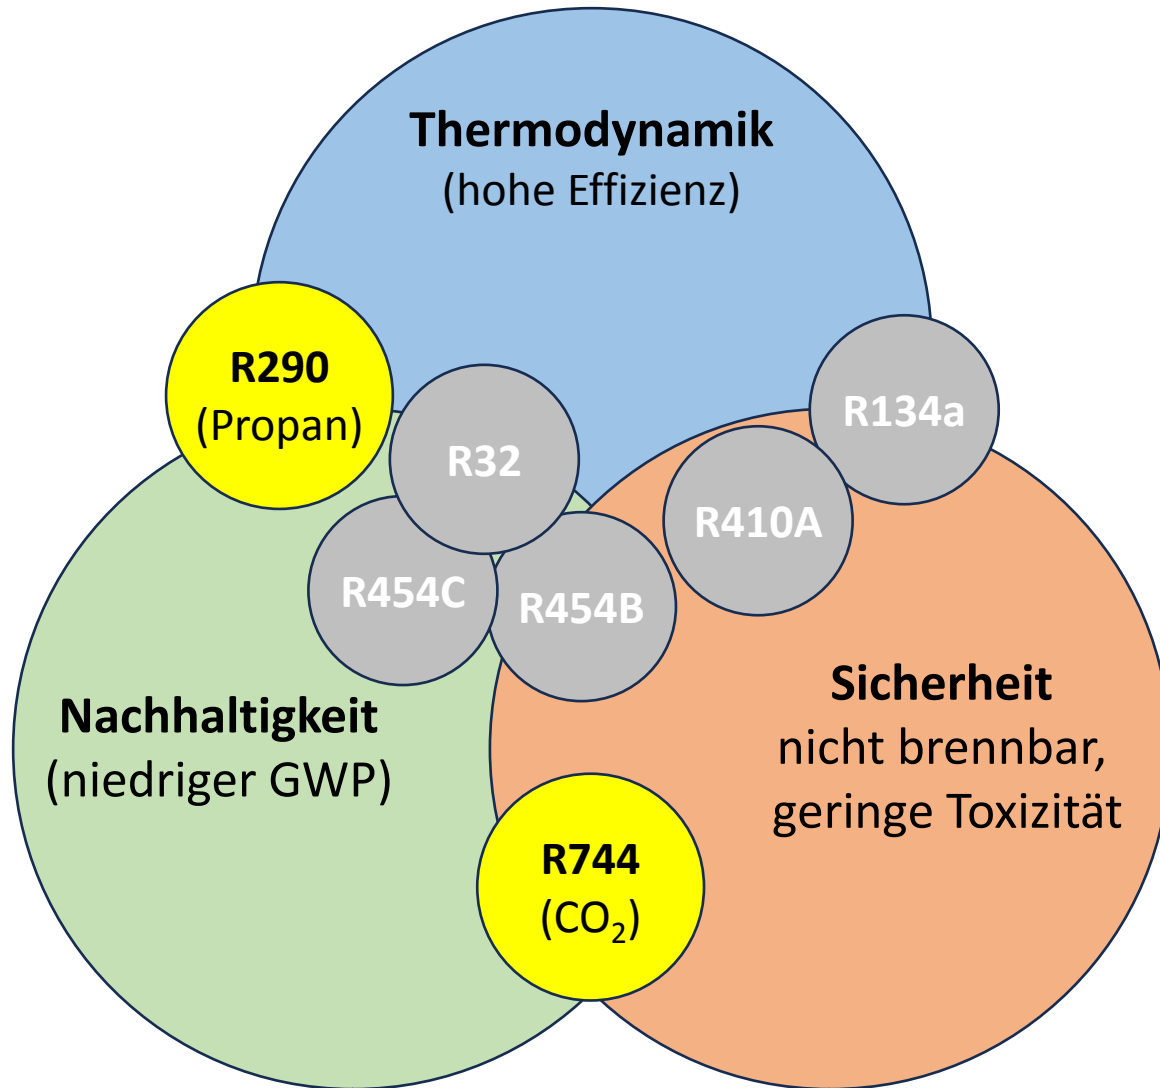 Thermodynamik
(hohe Effizienz)
R290
(Propan)
R134a
R32
R410A
R454C
R454B
Sicherheit
nicht brennbar,
geringe Toxizität
Nachhaltigkeit
(niedriger GWP)
R744
(CO₂)